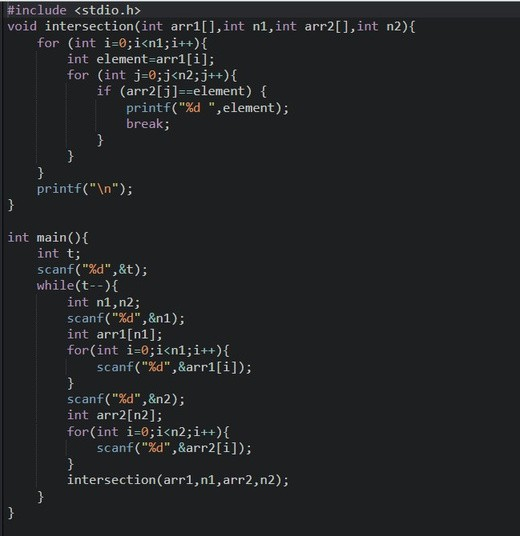 #include <stdio.h>
void intersection(int arr1[],int n1,int arr2[],int n2){
    for (int i=0;i<n1;i++){
        int element=arr1[i];
        for (int j=0;j<n2;j++){
            if (arr2[j]==element) {
                printf("%d ",element);
                break;
            }
        }
    }
    printf("\n");
}

int main(){
    int t;
    scanf("%d",&t);
    while(t--){
        int n1,n2;
        scanf("%d",&n1);
        int arr1[n1];
        for(int i=0;i<n1;i++){
            scanf("%d",&arr1[i]);
        }
        scanf("%d",&n2);
        int arr2[n2];
        for(int i=0;i<n2;i++){
            scanf("%d",&arr2[i]);
        }
        intersection(arr1,n1,arr2,n2);
    }
}